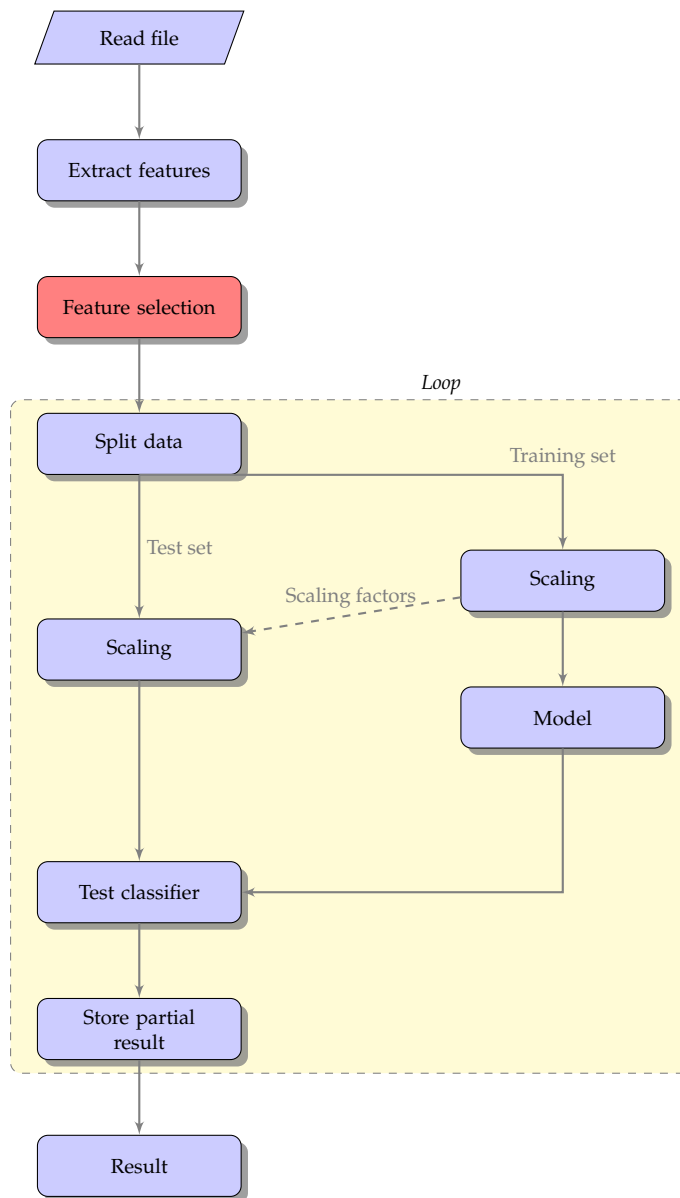 Read file
Extract features
Feature selection
Loop
Split data
Training set
Test set
Scaling
Scaling factors
Scaling
Model
Test classifier
Store partial
result
Result